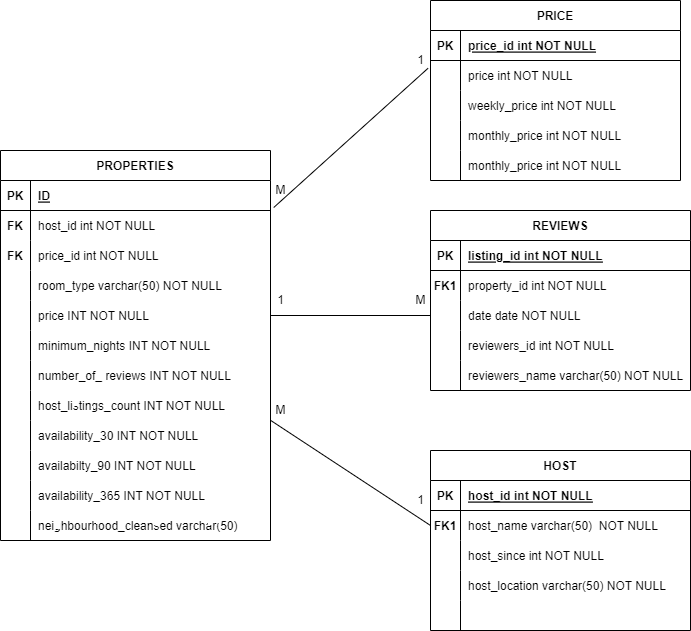 PRICE
PK price_id int NOT NULL
price int NOT NULL
weekly_price int NOT NULL
monthly_price int NOT NULL
monthly_price int NOT NULL
1
M
PROPERTIES
PK ID
FK host_id int NOT NULL
FK price_id int NOT NULL
room_type varchar(50) NOT NULL
price INT NOT NULL
minimum_nights INT NOT NULL
number_of_ reviews INT NOT NULL
host_listings_count INT NOT NULL
availability_30 INT NOT NULL
availabilty_90 INT NOT NULL
availability_365 INT NOT NULL
neighbourhood_cleansed varchar(50)
1
M
REVIEWS
PK listing_id int NOT NULL
FK1 property_id int NOT NULL
date date NOT NULL
reviewers_id int NOT NULL
reviewers_name varchar(50) NOT NULL
M
1
HOST
PK host_id int NOT NULL
FK1 host_name varchar(50) NOT NULL
host_since int NOT NULL
host_location varchar(50) NOT NULL